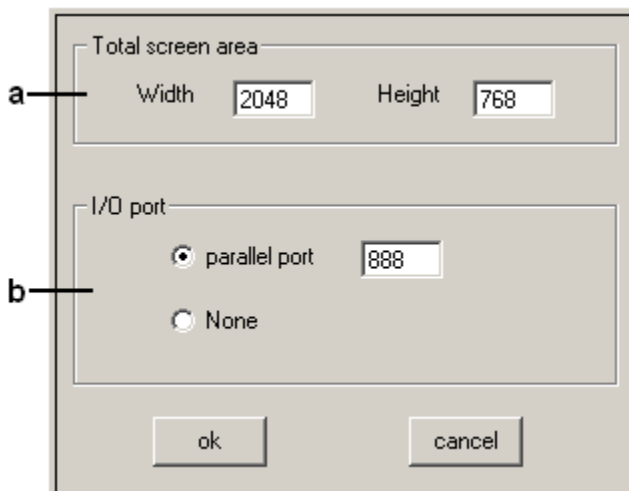 Total screen area
a Width 2048 Height 768
I/O port
parallel port 888
b
None
ok cancel